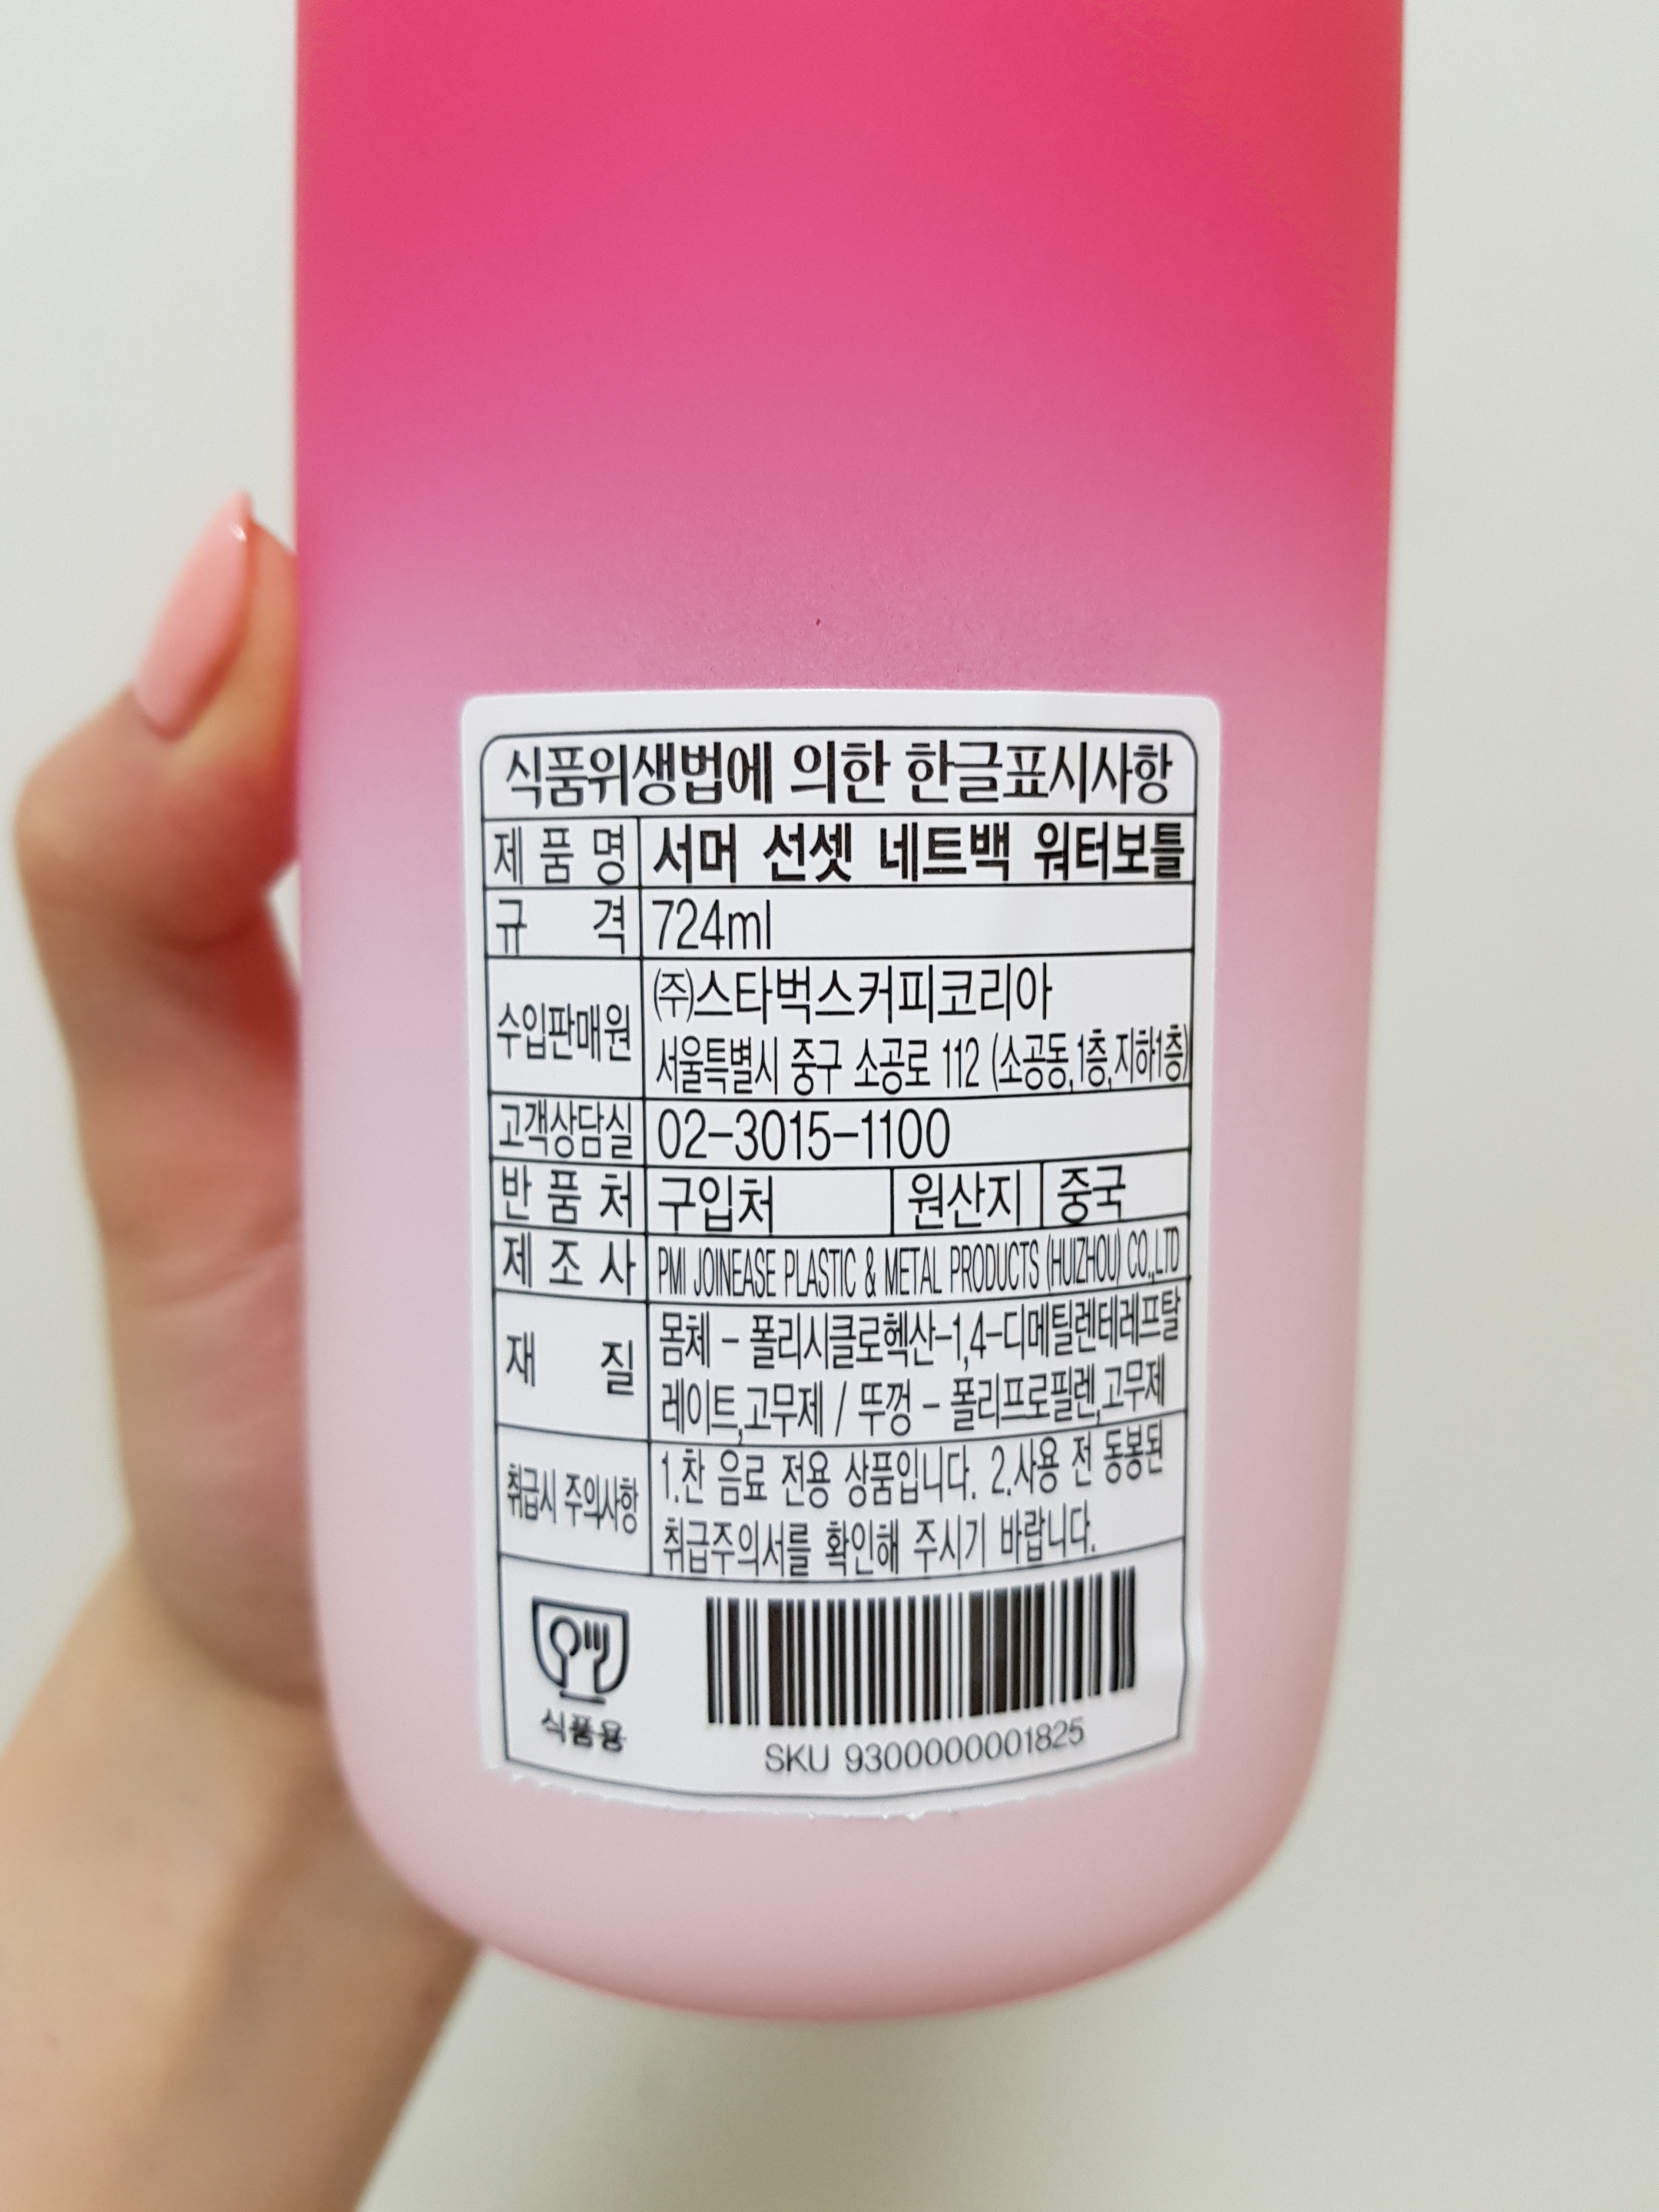 식품위생법에 의한 한글표시사항
제품명 서머 선셋 네트백 워터보틀
규격 724ml
수입판매원 ㈜스타벅스커피코리아
서울특별시 중구 소공로 112 (소공동,1층,지하1층)
고객상담실 02-3015-1100
반품처 구입처 원산지 중국
제조사 PMI JOINEASE PLASTIC & METAL PRODUCTS (HUIZHOU) CO.,LTD
재질 몸체 - 폴리시클로헥산-1,4-디메틸렌테레프탈
레이트,고무제 / 뚜껑 - 폴리프로필렌,고무제
취급시 주의사항 1.찬 음료 전용 상품입니다. 2.사용 전 동봉된
취급주의서를 확인해 주시기 바랍니다.
식품용
SKU 9300000001825